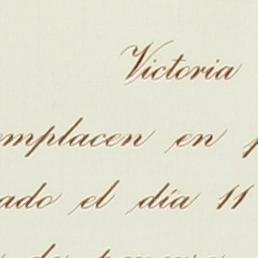 Victoria
mplacen en
ado el día 11